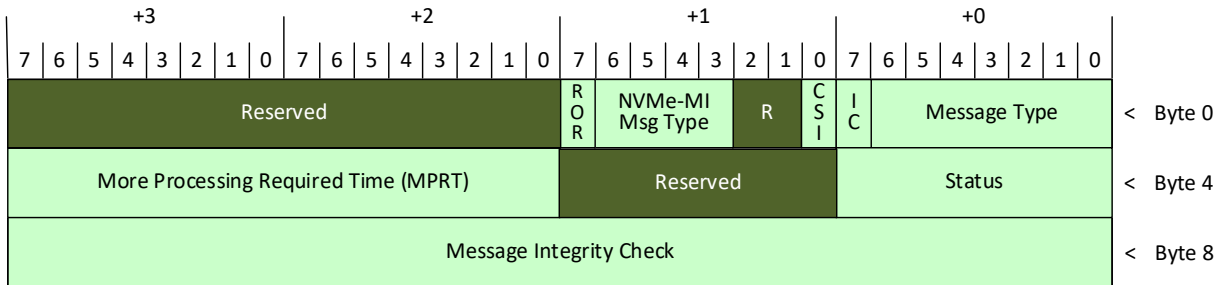 +3 +2 +1 +0
7 6 5 4 3 2 1 0 7 6 5 4 3 2 1 0 7 6 5 4 3 2 1 0 7 6 5 4 3 2 1 0
Reserved ROR NVMe-MI Msg Type R CSI IC Message Type < Byte 0
More Processing Required Time (MPRT) Reserved Status < Byte 4
Message Integrity Check < Byte 8